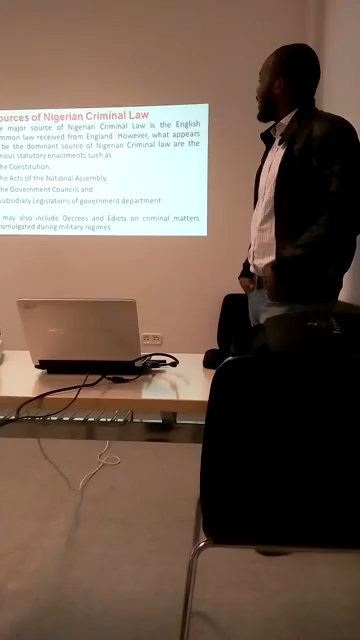 ources of Nigerian Criminal Law
e major source of Nigerian Criminal Law is the English
mmon law received from England. However, what appears
be the dominant source of Nigerian Criminal law are the
rious statutory enactments such as
he Constitution,
he Acts of the National Assembly,
he Government Councils and
Subsidiary Legislations of government department.
may also include Decrees and Edicts on criminal matters
romulgated during military regimes